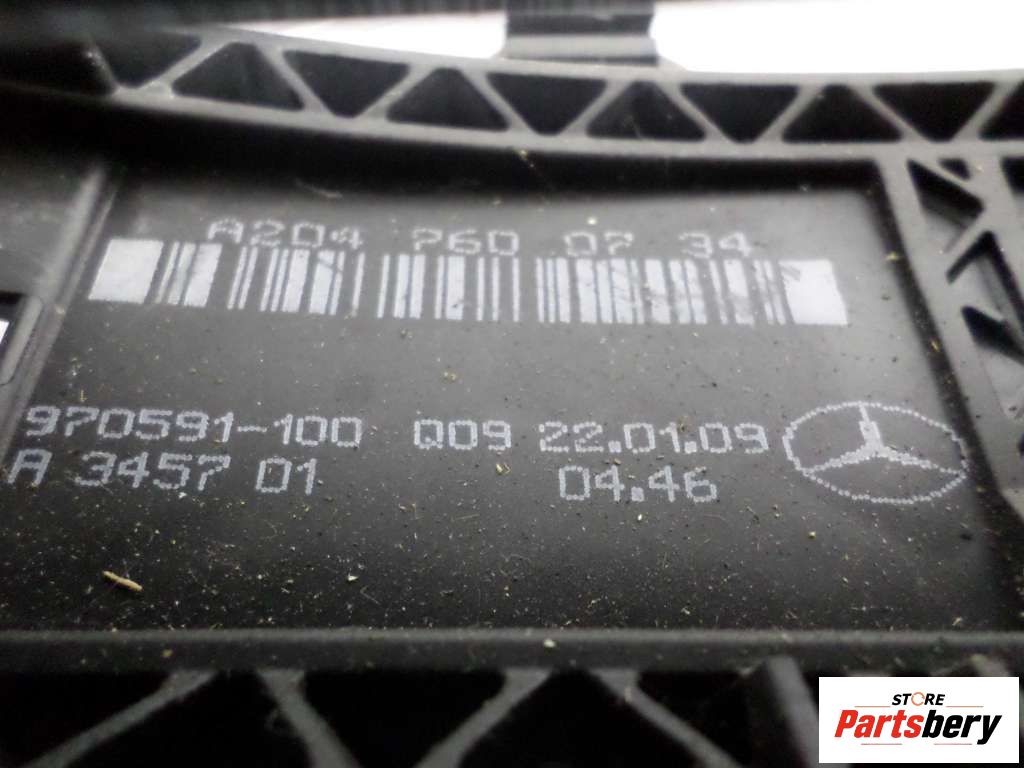 A204 760 07 34
970591-100 Q09 22.01.09
A 3457 01 04.46
STORE
Partsbery